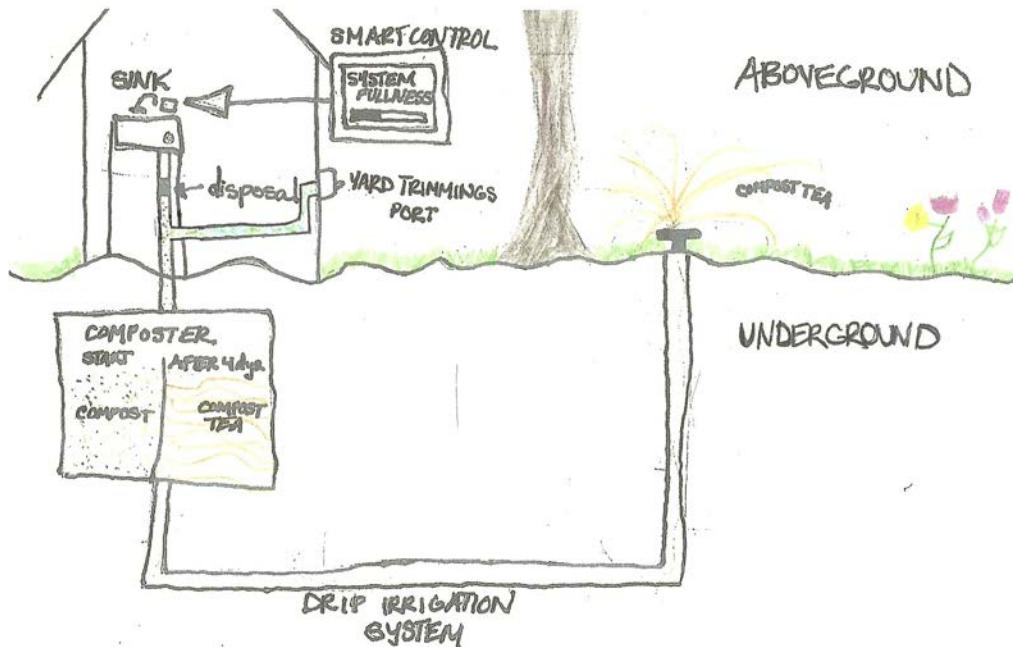 SMART CONTROL
SYSTEM
FULLNESS
SINK
ABOVEGROUND
disposal
YARD TRIMMINGS
PORT
COMPOST TEA
COMPOSTER
START
AFTER 4 dys
COMPOST
COMPOST
TEA
UNDERGROUND
DRIP IRRIGATION
SYSTEM